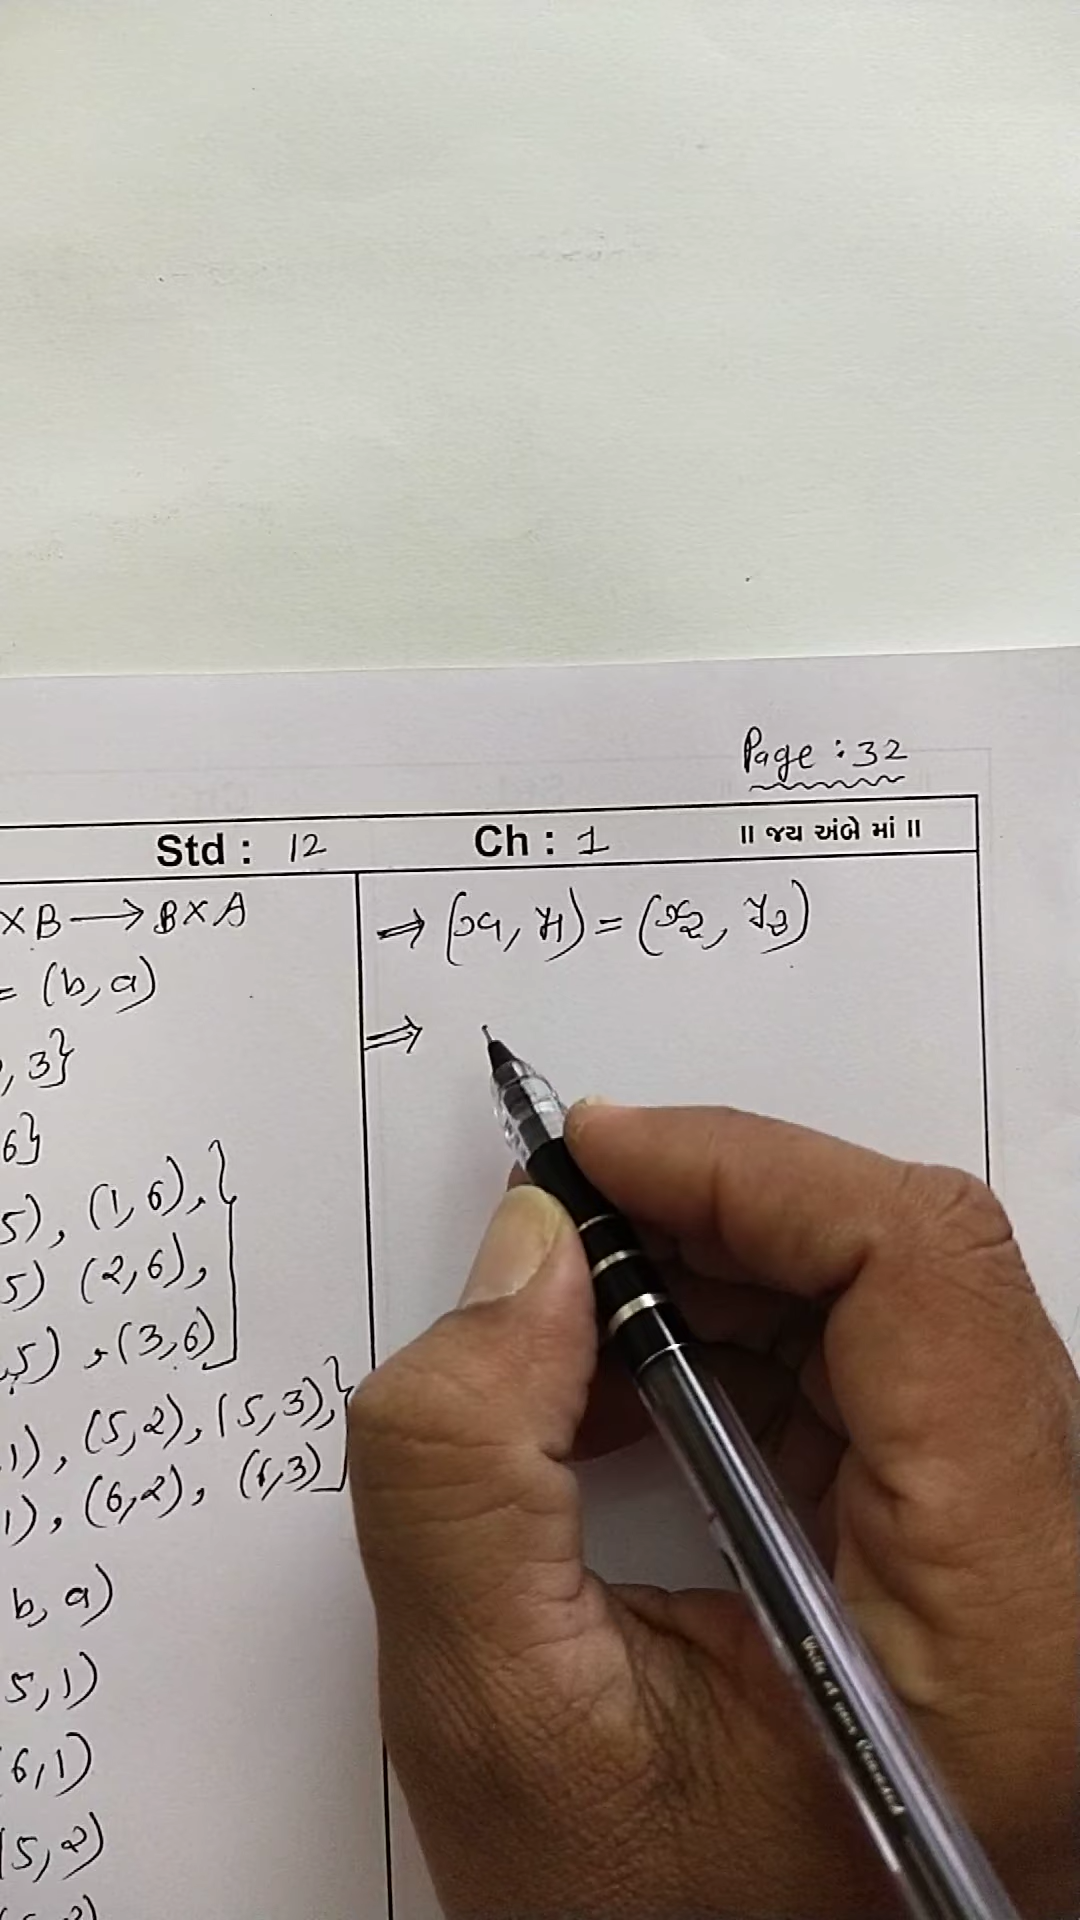 Page : 32
Std : 12 Ch : 1 ॥ જય અંબે માં ॥
×B ⟶ B×A
= (b, a)
, 3}
6}
5), (1, 6), }
5) (2, 6),
,5) , (3, 6)
1), (5, 2), (5, 3), }
1), (6, 2), (6, 3)
b, a)
5, 1)
(6, 1)
(5, 2)
⇒ (x₁, y₁) = (x₂, y₂)
⇒